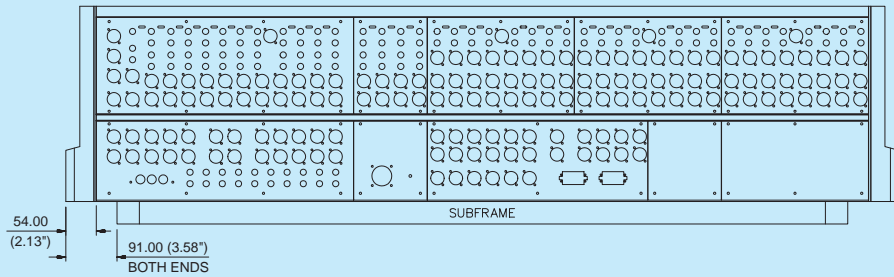 SUBFRAME
54.00
(2.13")
91.00 (3.58")
BOTH ENDS